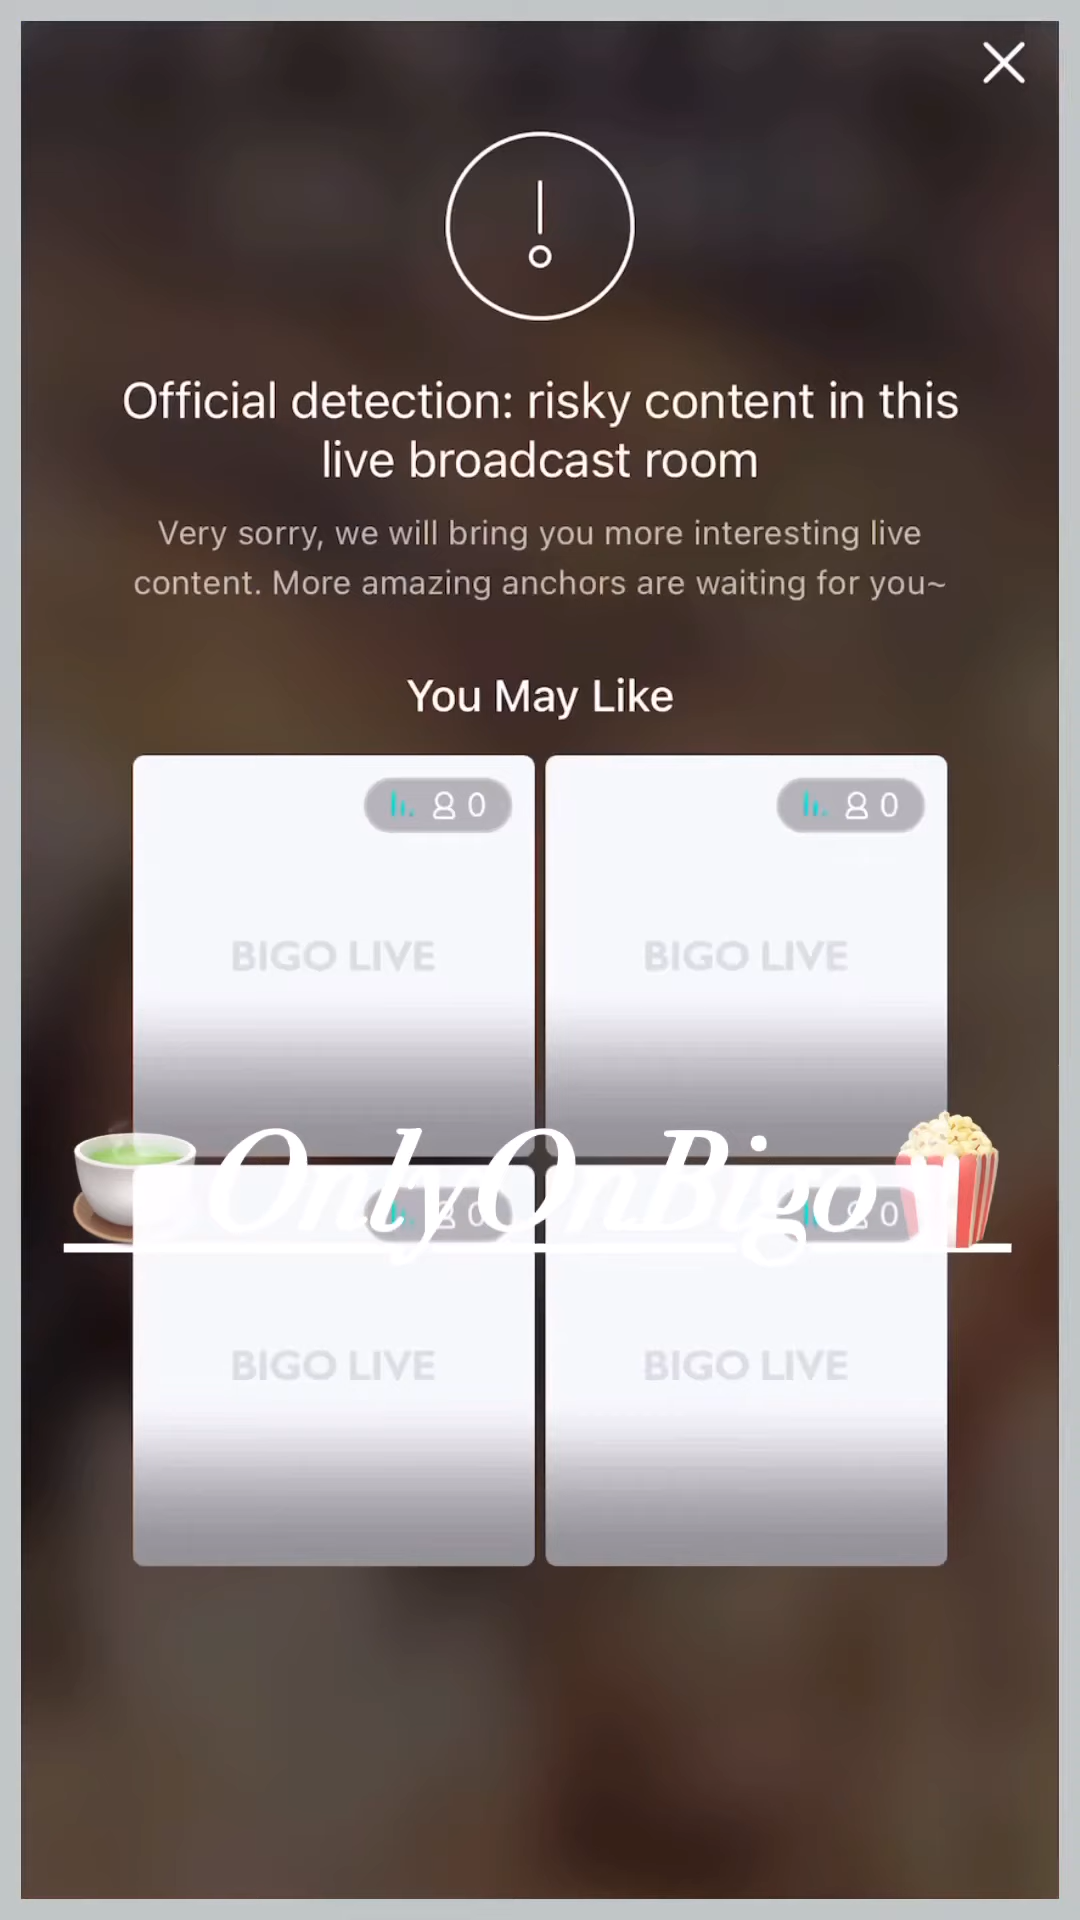 Official detection: risky content in this
live broadcast room
Very sorry, we will bring you more interesting live
content. More amazing anchors are waiting for you~
You May Like
0
0
BIGO LIVE
BIGO LIVE
OnlyOnBigo
0
0
BIGO LIVE
BIGO LIVE